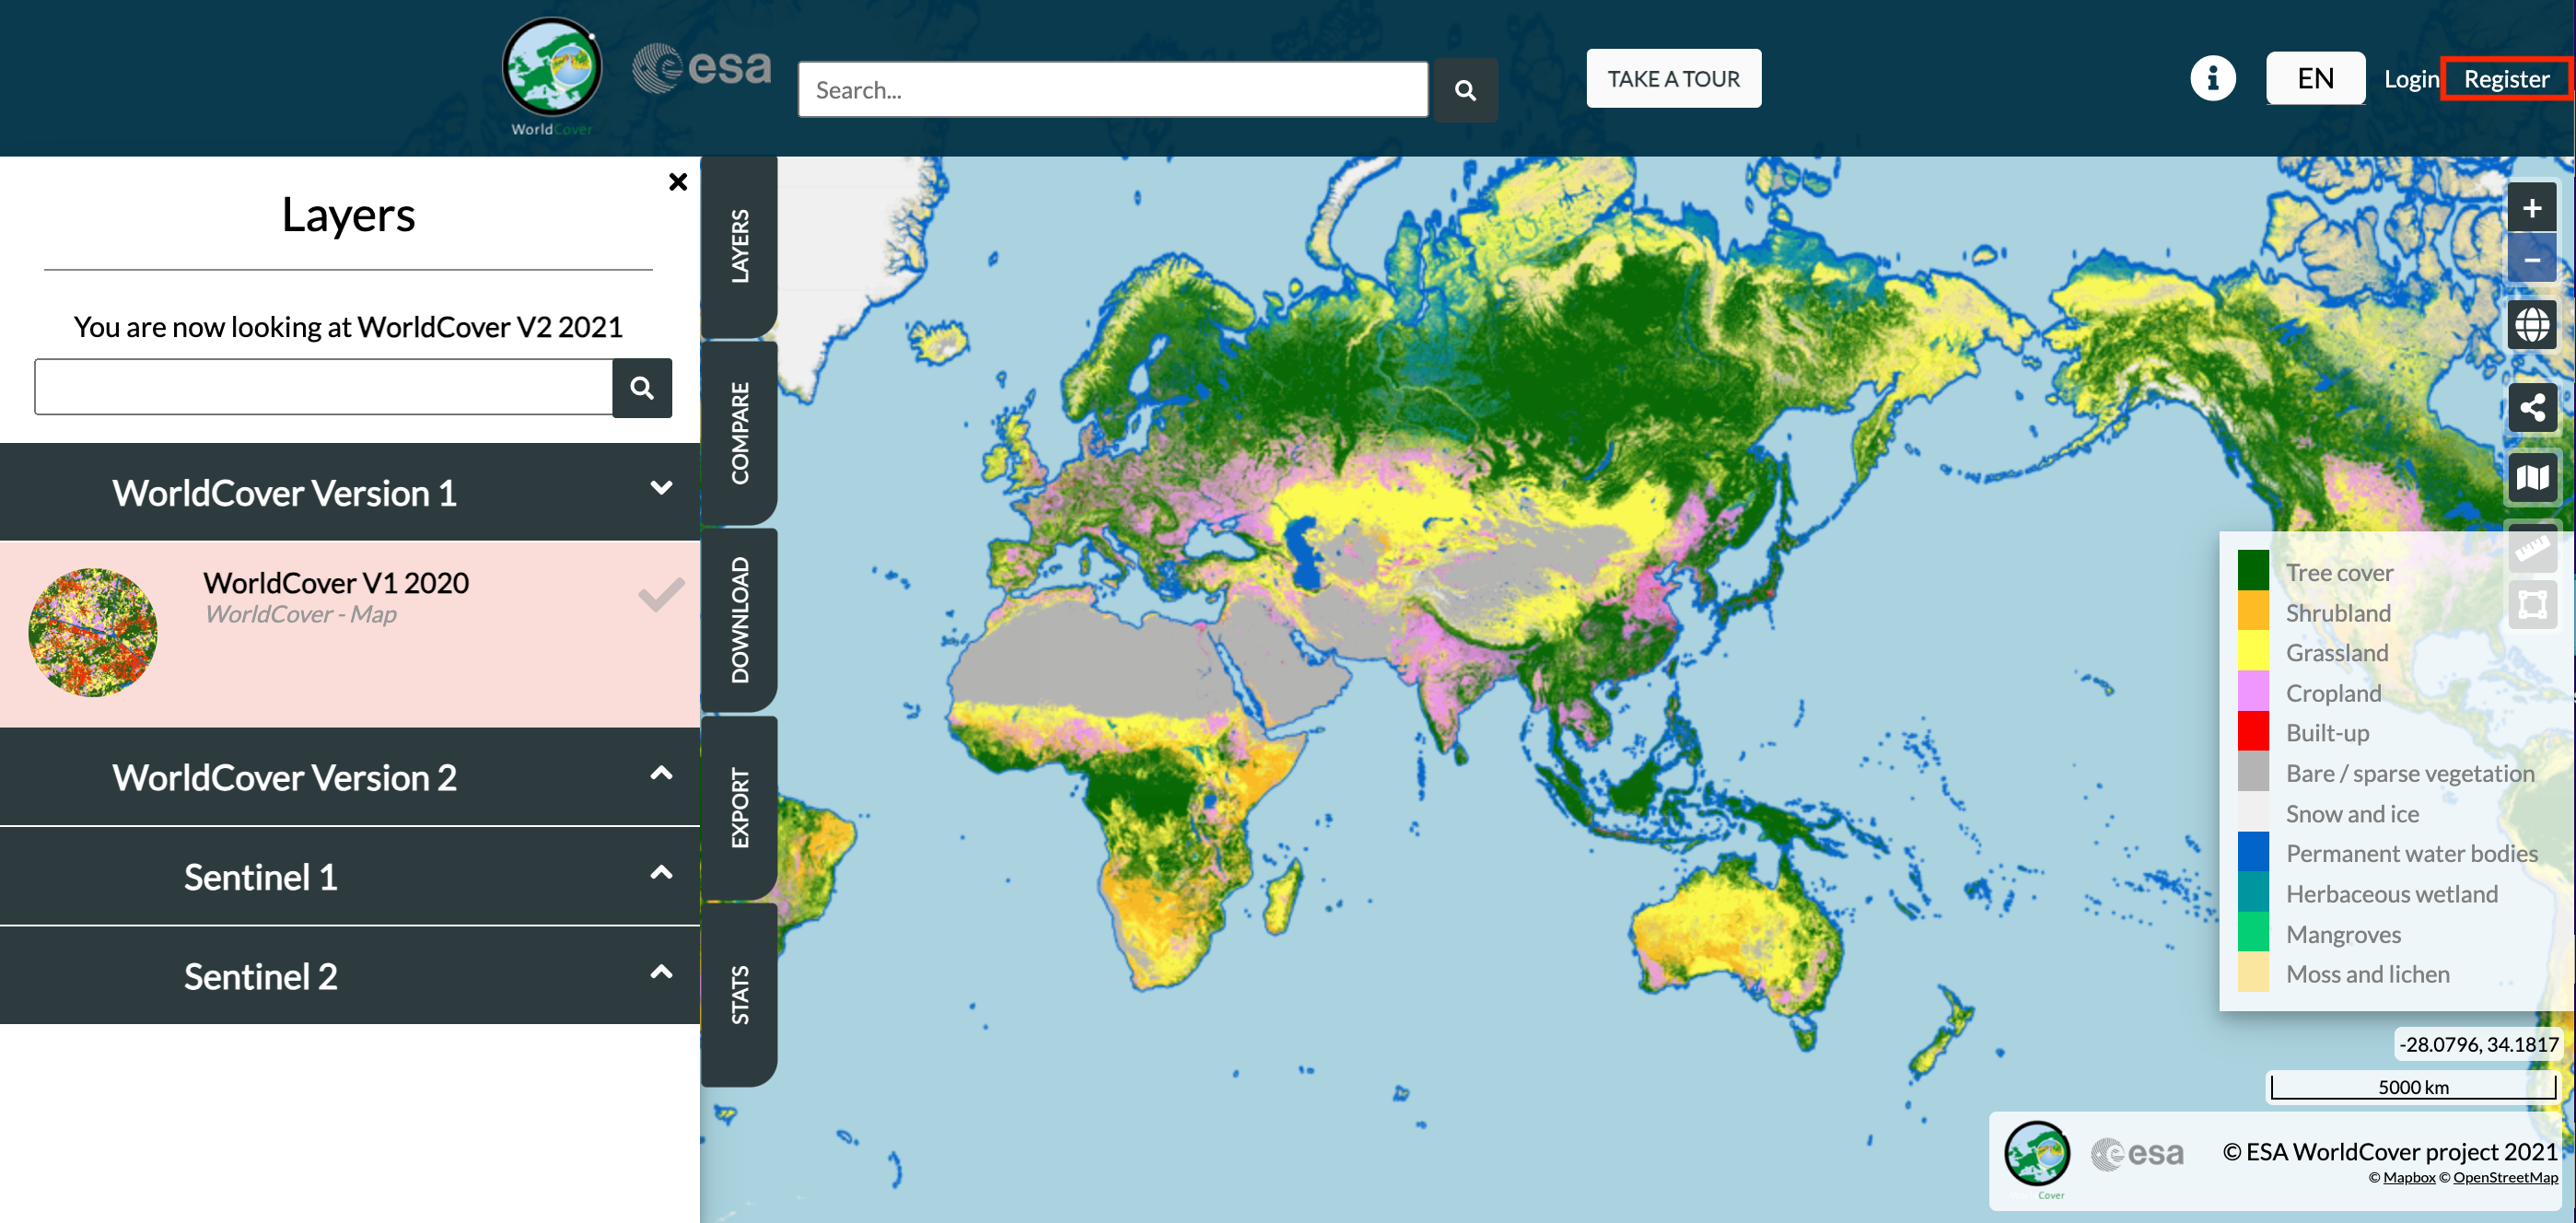 WorldCover
esa
Search...
TAKE A TOUR
EN
Login
Register
Layers
You are now looking at WorldCover V2 2021
WorldCover Version 1
WorldCover V1 2020
WorldCover - Map
WorldCover Version 2
Sentinel 1
Sentinel 2
LAYERS
COMPARE
DOWNLOAD
EXPORT
STATS
Tree cover
Shrubland
Grassland
Cropland
Built-up
Bare / sparse vegetation
Snow and ice
Permanent water bodies
Herbaceous wetland
Mangroves
Moss and lichen
-28.0796, 34.1817
5000 km
Cover
esa
© ESA WorldCover project 2021
© Mapbox © OpenStreetMap